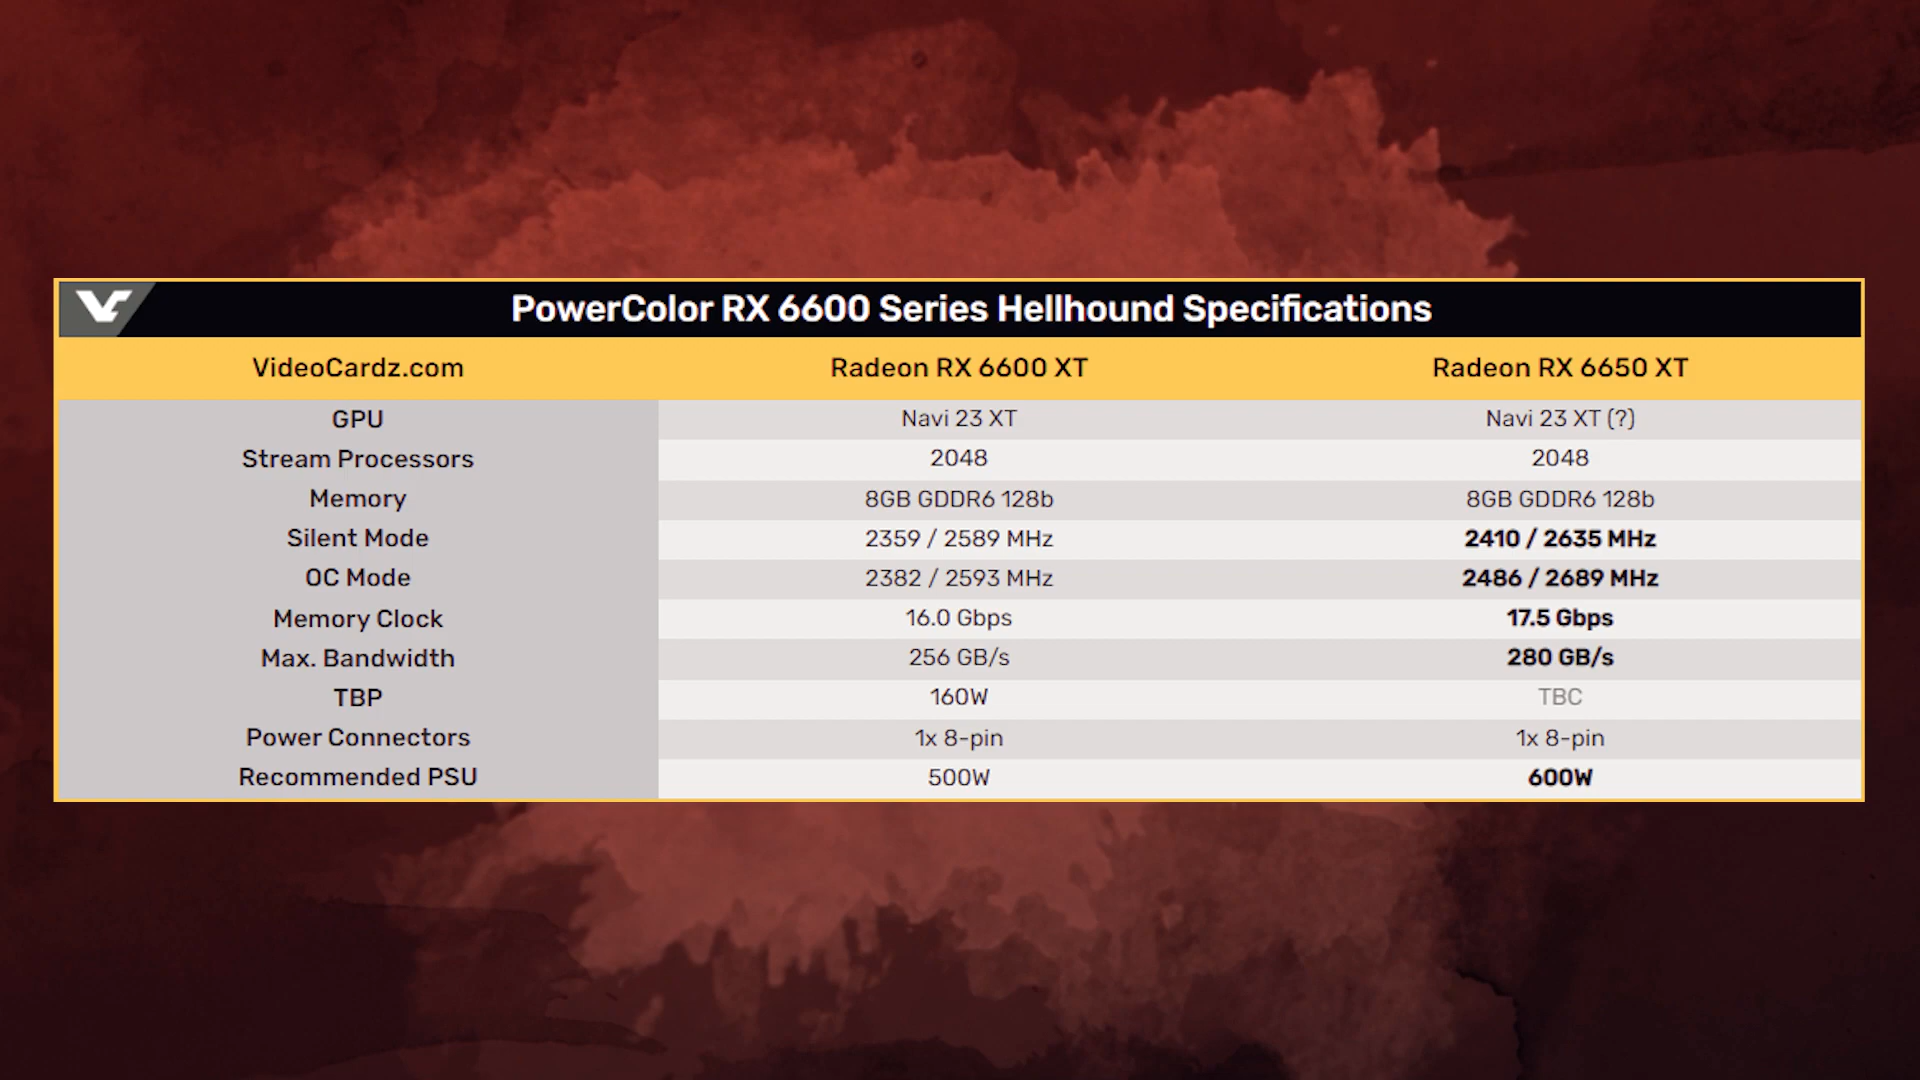 PowerColor RX 6600 Series Hellhound Specifications
VideoCardz.com Radeon RX 6600 XT Radeon RX 6650 XT
GPU Navi 23 XT Navi 23 XT (?)
Stream Processors 2048 2048
Memory 8GB GDDR6 128b 8GB GDDR6 128b
Silent Mode 2359 / 2589 MHz 2410 / 2635 MHz
OC Mode 2382 / 2593 MHz 2486 / 2689 MHz
Memory Clock 16.0 Gbps 17.5 Gbps
Max. Bandwidth 256 GB/s 280 GB/s
TBP 160W TBC
Power Connectors 1x 8-pin 1x 8-pin
Recommended PSU 500W 600W